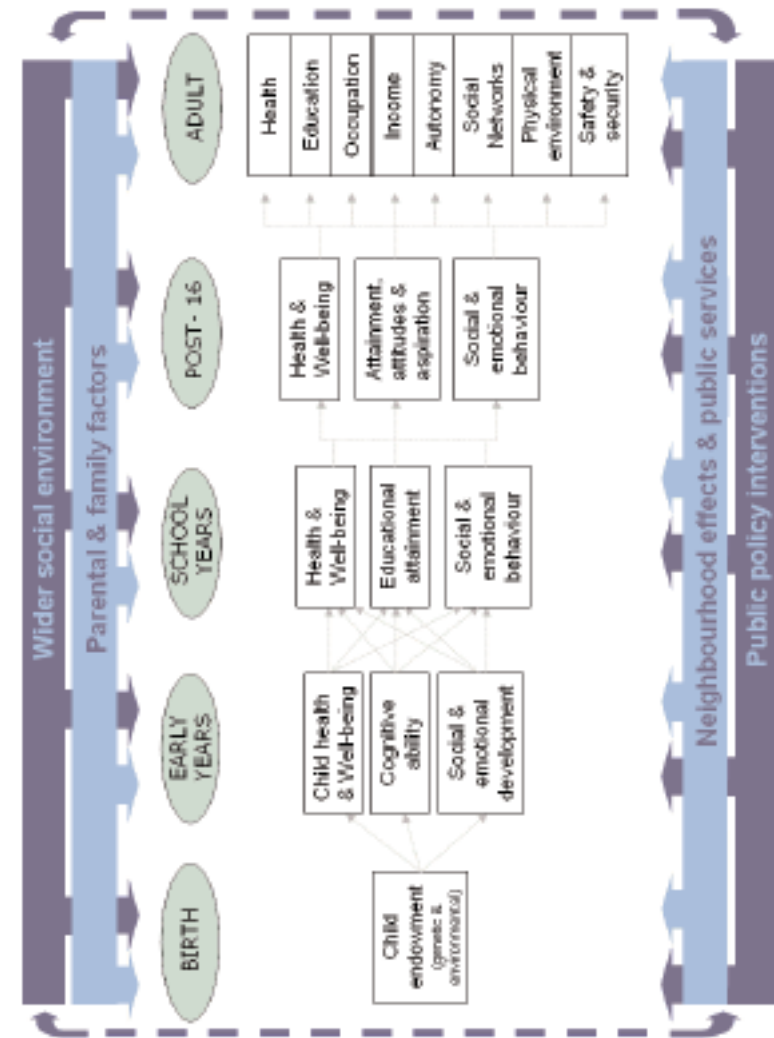 Wider social environment
Parental & family factors
BIRTH
EARLY
YEARS
SCHOOL
YEARS
POST- 16
ADULT
Child
endowment
(genetic &
environmental)
Child health
& Well-being
Cognitive
ability
Social &
emotional
development
Health &
Well-being
Educational
attainment
Social &
emotional
behaviour
Health &
Well-being
Attainment,
attitudes &
aspiration
Social &
emotional
behaviour
Health
Education
Occupation
Income
Autonomy
Social
Networks
Physical
environment
Safety &
security
Neighbourhood effects & public services
Public policy interventions